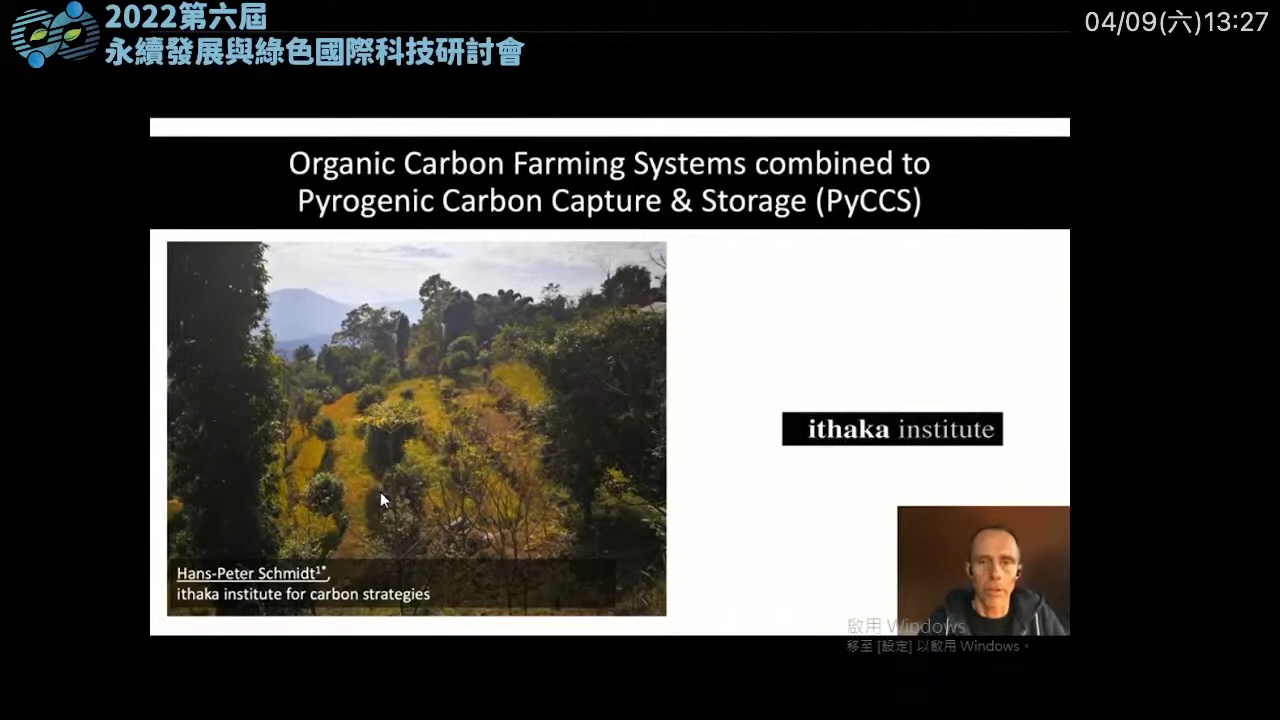 2022第六屆
永續發展與綠色國際科技研討會
04/09(六)13:27
Organic Carbon Farming Systems combined to
Pyrogenic Carbon Capture & Storage (PyCCS)
ithaka institute
Hans-Peter Schmidt¹*,
ithaka institute for carbon strategies
啟用 Windows
移至 [設定] 以啟用 Windows。